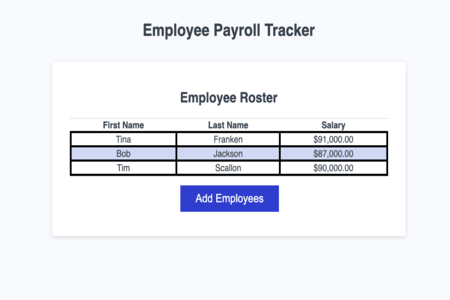 Employee Payroll Tracker
Employee Roster
First Name Last Name Salary
Tina Franken $91,000.00
Bob Jackson $87,000.00
Tim Scallon $90,000.00
Add Employees